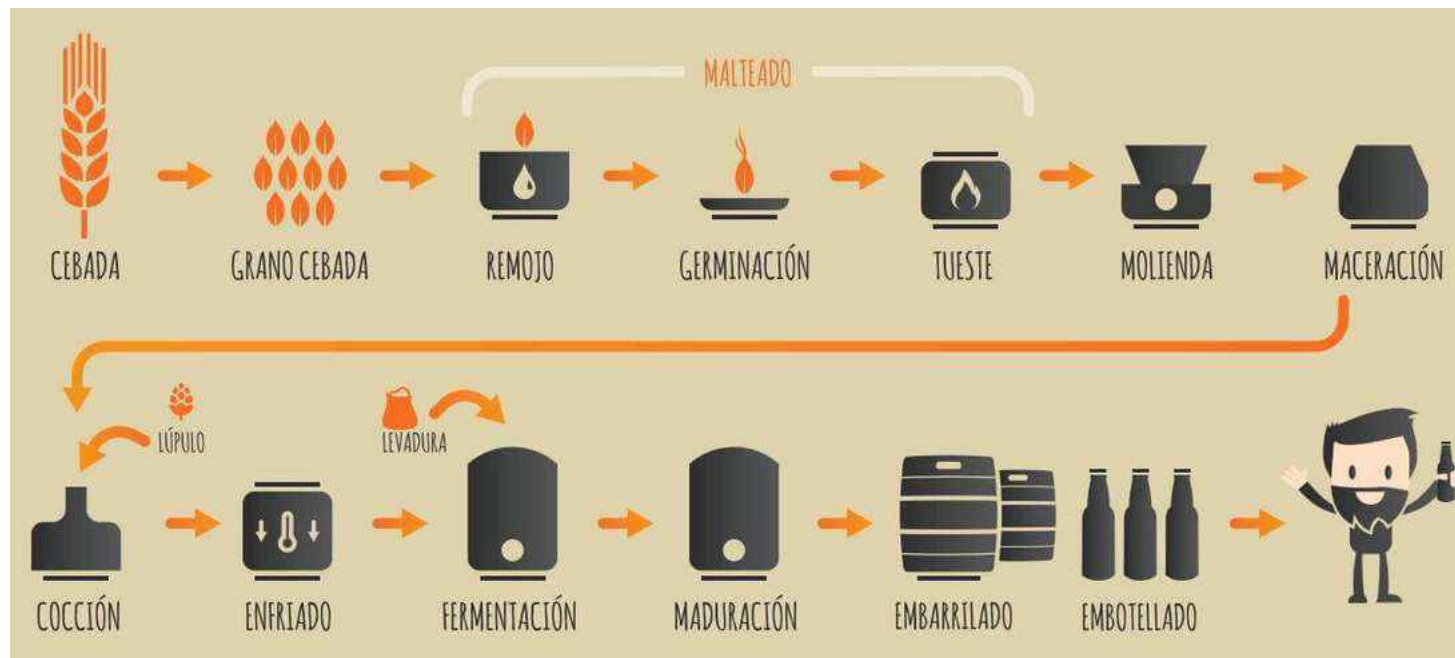 MALTEADO
CEBADA
GRANO CEBADA
REMOJO
GERMINACIÓN
TUESTE
MOLIENDA
MACERACIÓN
LÚPULO
LEVADURA
COCCIÓN
ENFRIADO
FERMENTACIÓN
MADURACIÓN
EMBARRILADO
EMBOTELLADO